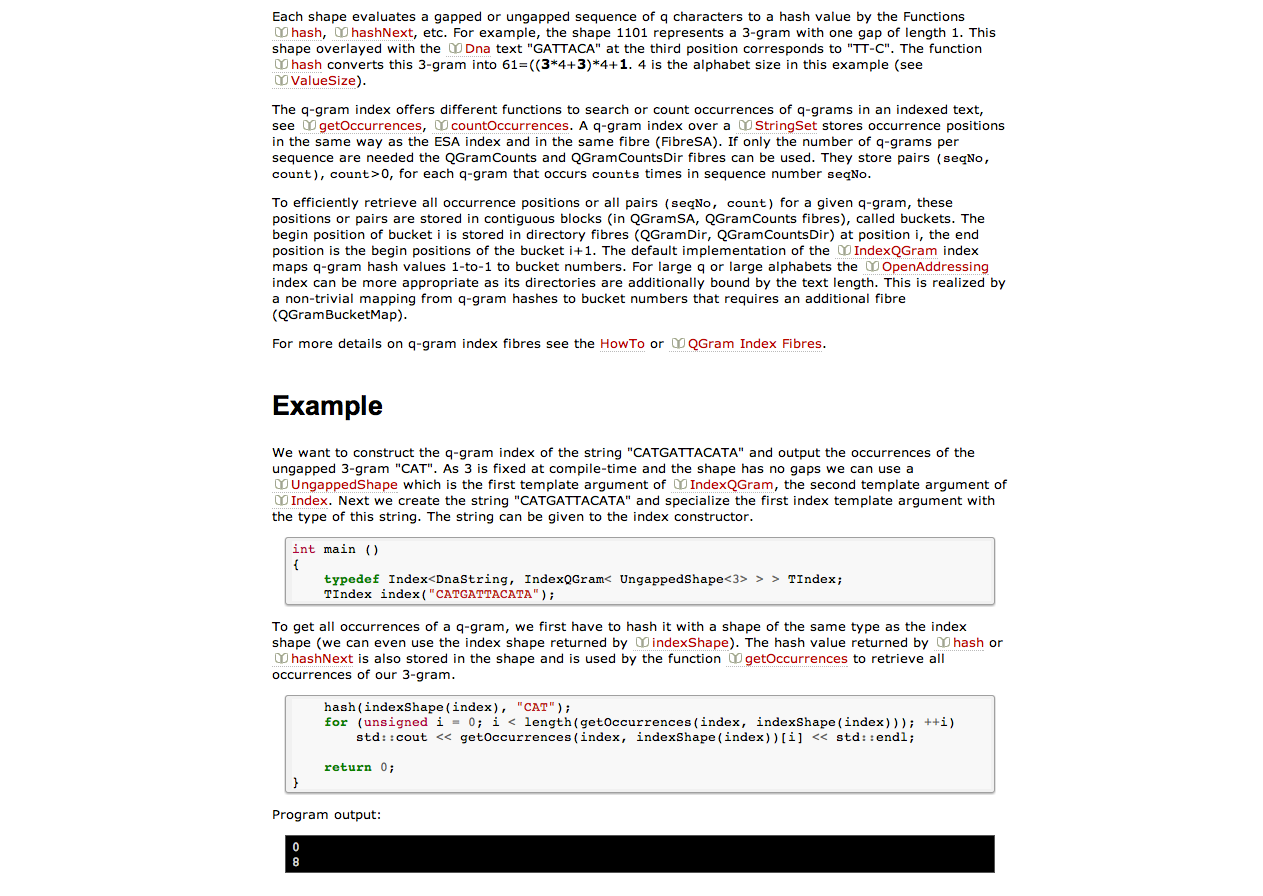 Each shape evaluates a gapped or ungapped sequence of q characters to a hash value by the Functions
hash, hashNext, etc. For example, the shape 1101 represents a 3-gram with one gap of length 1. This
shape overlayed with the Dna text "GATTACA" at the third position corresponds to "TT-C". The function
hash converts this 3-gram into 61=((3*4+3)*4+1. 4 is the alphabet size in this example (see
ValueSize).
The q-gram index offers different functions to search or count occurrences of q-grams in an indexed text,
see getOccurrences, countOccurrences. A q-gram index over a StringSet stores occurrence positions
in the same way as the ESA index and in the same fibre (FibreSA). If only the number of q-grams per
sequence are needed the QGramCounts and QGramCountsDir fibres can be used. They store pairs (seqNo,
count), count>0, for each q-gram that occurs counts times in sequence number seqNo.
To efficiently retrieve all occurrence positions or all pairs (seqNo, count) for a given q-gram, these
positions or pairs are stored in contiguous blocks (in QGramSA, QGramCounts fibres), called buckets. The
begin position of bucket i is stored in directory fibres (QGramDir, QGramCountsDir) at position i, the end
position is the begin positions of the bucket i+1. The default implementation of the IndexQGram index
maps q-gram hash values 1-to-1 to bucket numbers. For large q or large alphabets the OpenAddressing
index can be more appropriate as its directories are additionally bound by the text length. This is realized by
a non-trivial mapping from q-gram hashes to bucket numbers that requires an additional fibre
(QGramBucketMap).
For more details on q-gram index fibres see the HowTo or QGram Index Fibres.
Example
We want to construct the q-gram index of the string "CATGATTACATA" and output the occurrences of the
ungapped 3-gram "CAT". As 3 is fixed at compile-time and the shape has no gaps we can use a
UngappedShape which is the first template argument of IndexQGram, the second template argument of
Index. Next we create the string "CATGATTACATA" and specialize the first index template argument with
the type of this string. The string can be given to the index constructor.
int main ()
{
    typedef Index<DnaString, IndexQGram< UngappedShape<3> > > TIndex;
    TIndex index("CATGATTACATA");
To get all occurrences of a q-gram, we first have to hash it with a shape of the same type as the index
shape (we can even use the index shape returned by indexShape). The hash value returned by hash or
hashNext is also stored in the shape and is used by the function getOccurrences to retrieve all
occurrences of our 3-gram.
    hash(indexShape(index), "CAT");
    for (unsigned i = 0; i < length(getOccurrences(index, indexShape(index))); ++i)
        std::cout << getOccurrences(index, indexShape(index))[i] << std::endl;
    return 0;
}
Program output:
0
8